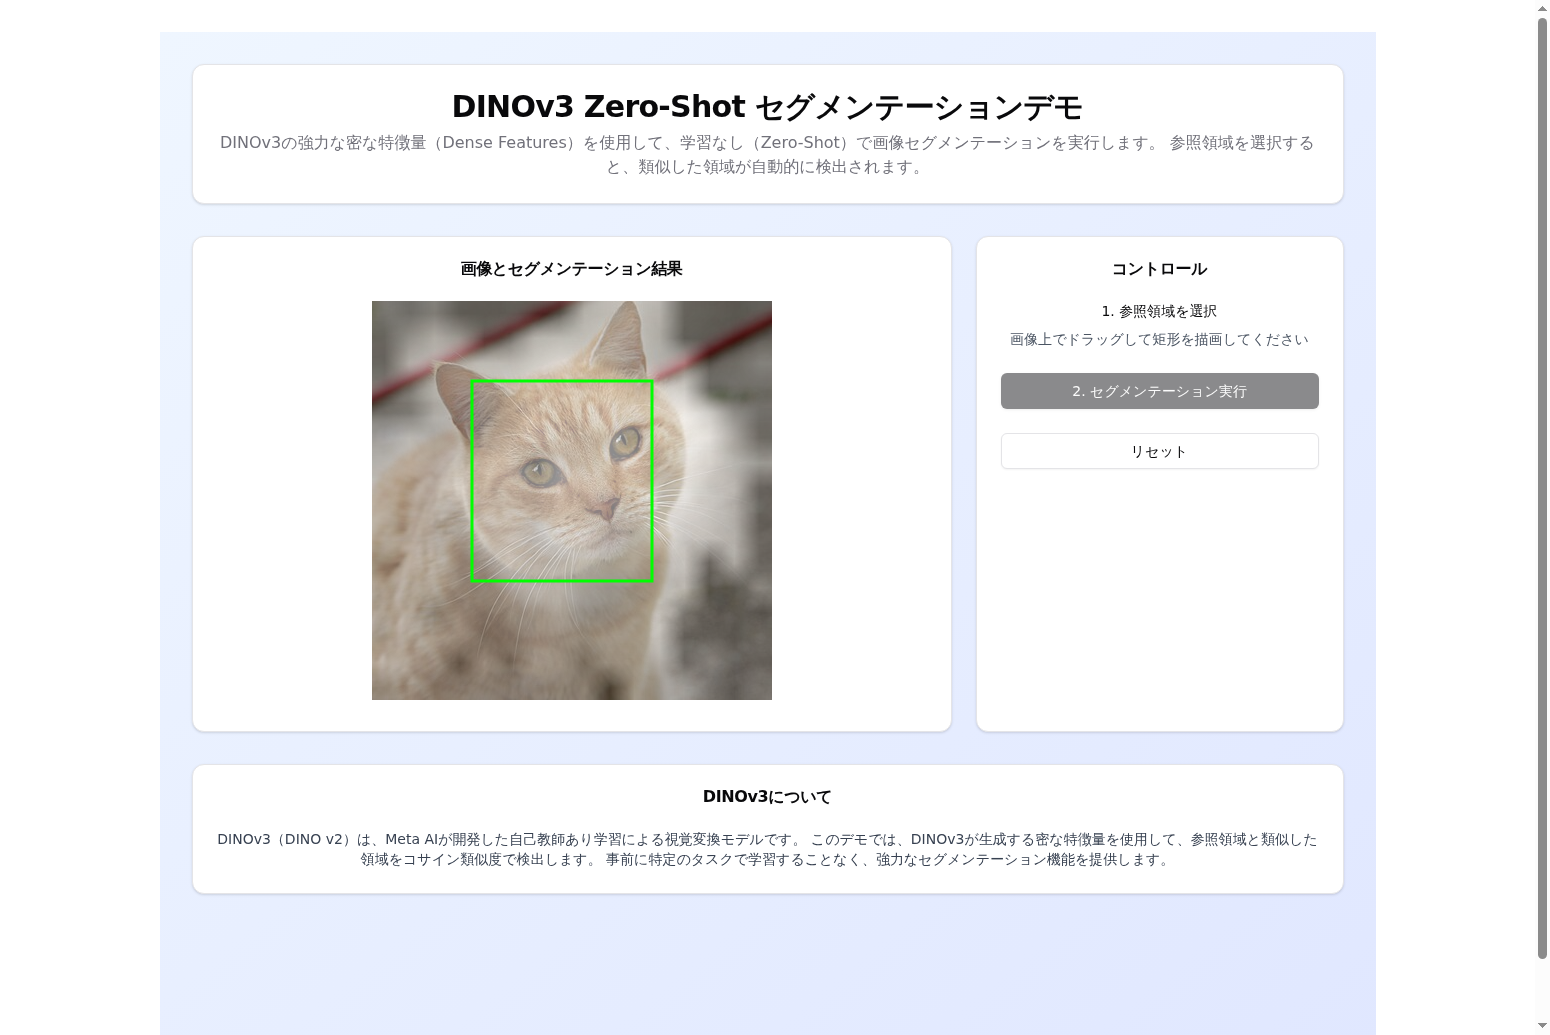 DINOv3 Zero-Shot セグメンテーションデモ
DINOv3の強力な密な特徴量（Dense Features）を使用して、学習なし（Zero-Shot）で画像セグメンテーションを実行します。 参照領域を選択する
と、類似した領域が自動的に検出されます。
画像とセグメンテーション結果
コントロール
1. 参照領域を選択
画像上でドラッグして矩形を描画してください
2. セグメンテーション実行
リセット
DINOv3について
DINOv3（DINO v2）は、Meta AIが開発した自己教師あり学習による視覚変換モデルです。 このデモでは、DINOv3が生成する密な特徴量を使用して、参照領域と類似した
領域をコサイン類似度で検出します。 事前に特定のタスクで学習することなく、強力なセグメンテーション機能を提供します。